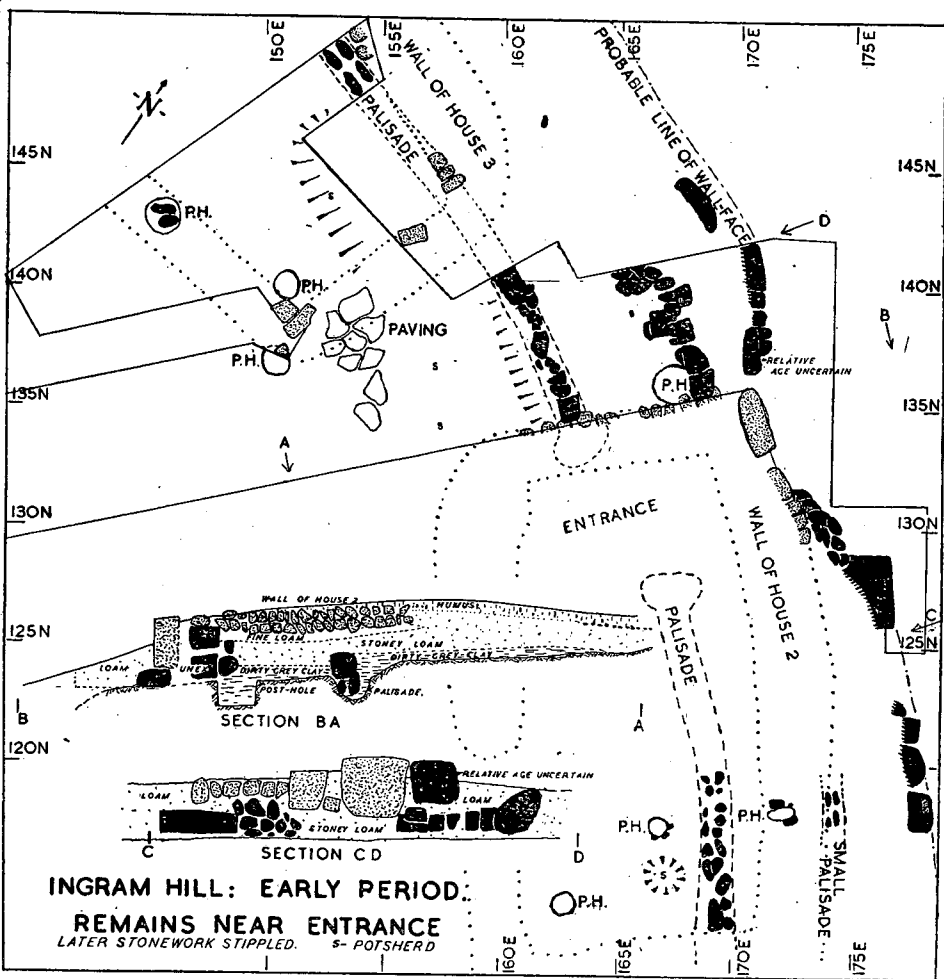 150E
155E
160E
165E
170E
175E
N
WALL OF HOUSE 3
PROBABLE LINE OF WALL-FACE
PALISADE
145N
145N
P.H.
S
D
140N
P.H.
140N
PAVING
B
P.H.
S
RELATIVE
AGE UNCERTAIN
P.H
135N
135N
S
A
130N
ENTRANCE
WALL OF HOUSE 2
130N
WALL OF HOUSE 2
HUMUS
125N
FINE LOAM
STONEY LOAM
PALISADE
C
125N
LOAM
UNEX
DIRTY GREY CLAY
DIRTY-GREY-CLAY
POST-HOLE
PALISADE.
B
SECTION BA
A
120N
RELATIVE AGE UNCERTAIN
LOAM
LOAM
STONEY LOAM
P.H.
P.H.
C
SECTION CD
D
SMALL
PALISADE
S
INGRAM HILL: EARLY PERIOD.
P.H.
REMAINS NEAR ENTRANCE
LATER STONEWORK STIPPLED. S- POTSHERD
160E
165E
170E
175E